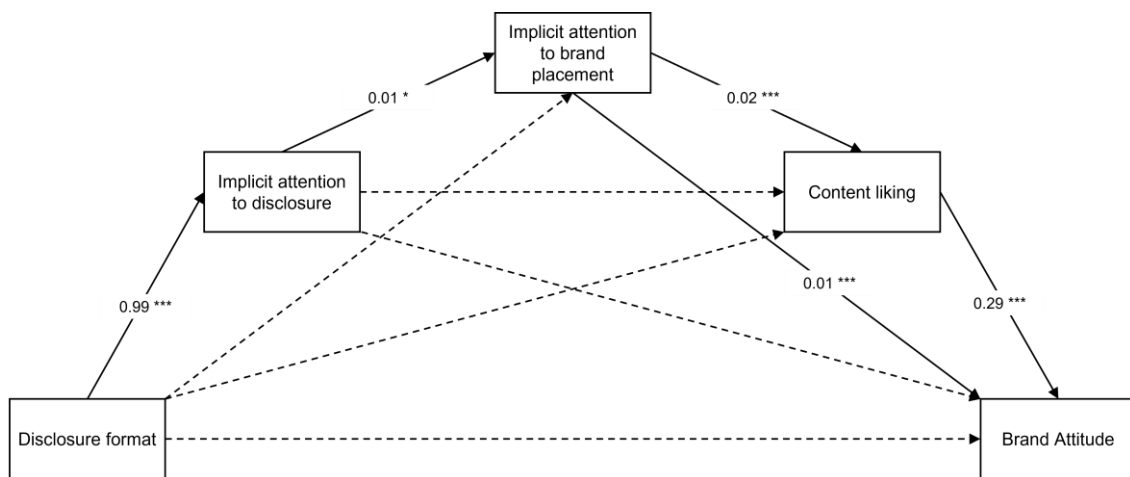 Implicit attention
to brand
placement
0.01 *
0.02 ***
Implicit attention
to disclosure
Content liking
0.99 ***
0.01 ***
0.29 ***
Disclosure format
Brand Attitude